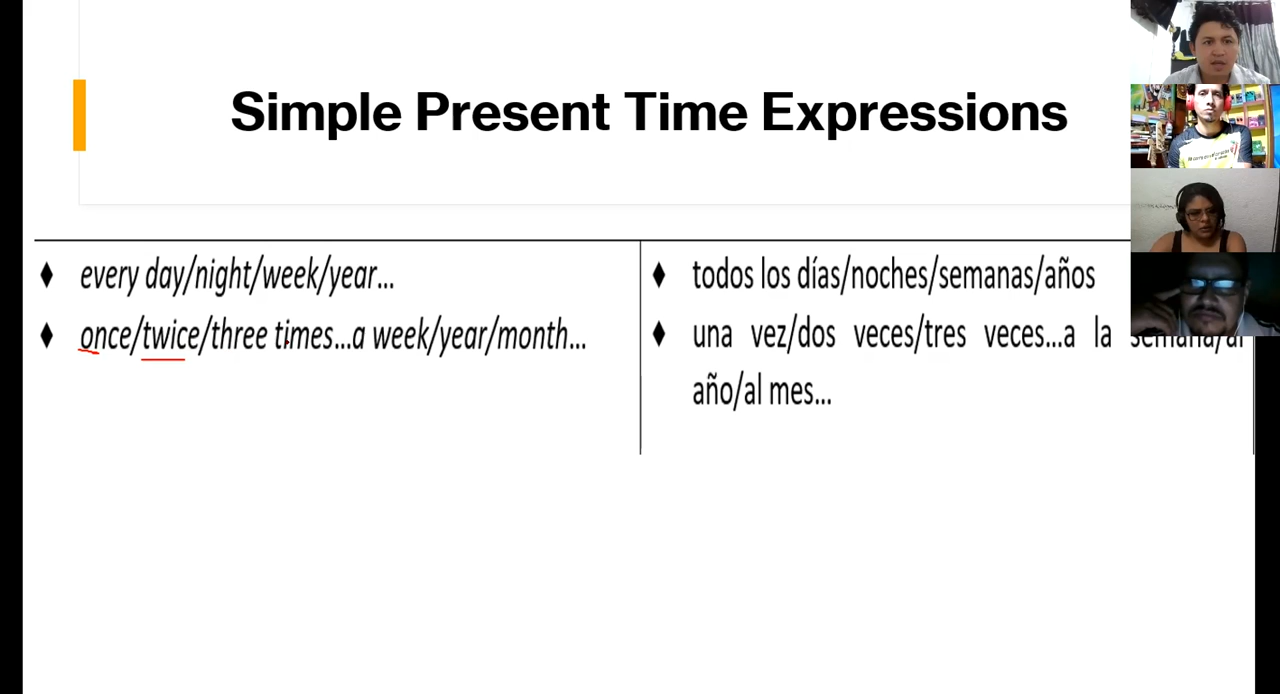 Simple Present Time Expressions
♦ every day/night/week/year...
♦ once/twice/three times...a week/year/month...
♦ todos los días/noches/semanas/años
♦ una vez/dos veces/tres veces...a la semana/al
año/al mes...